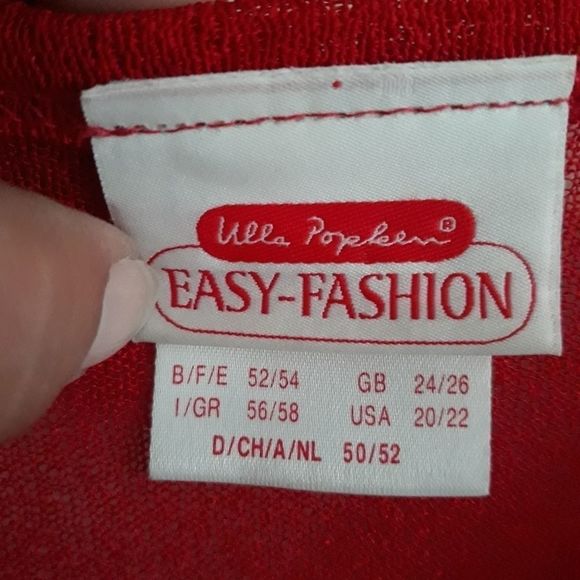 Ulla Popken®
EASY-FASHION
B/F/E 52/54 GB 24/26
I/GR 56/58 USA 20/22
D/CH/A/NL 50/52